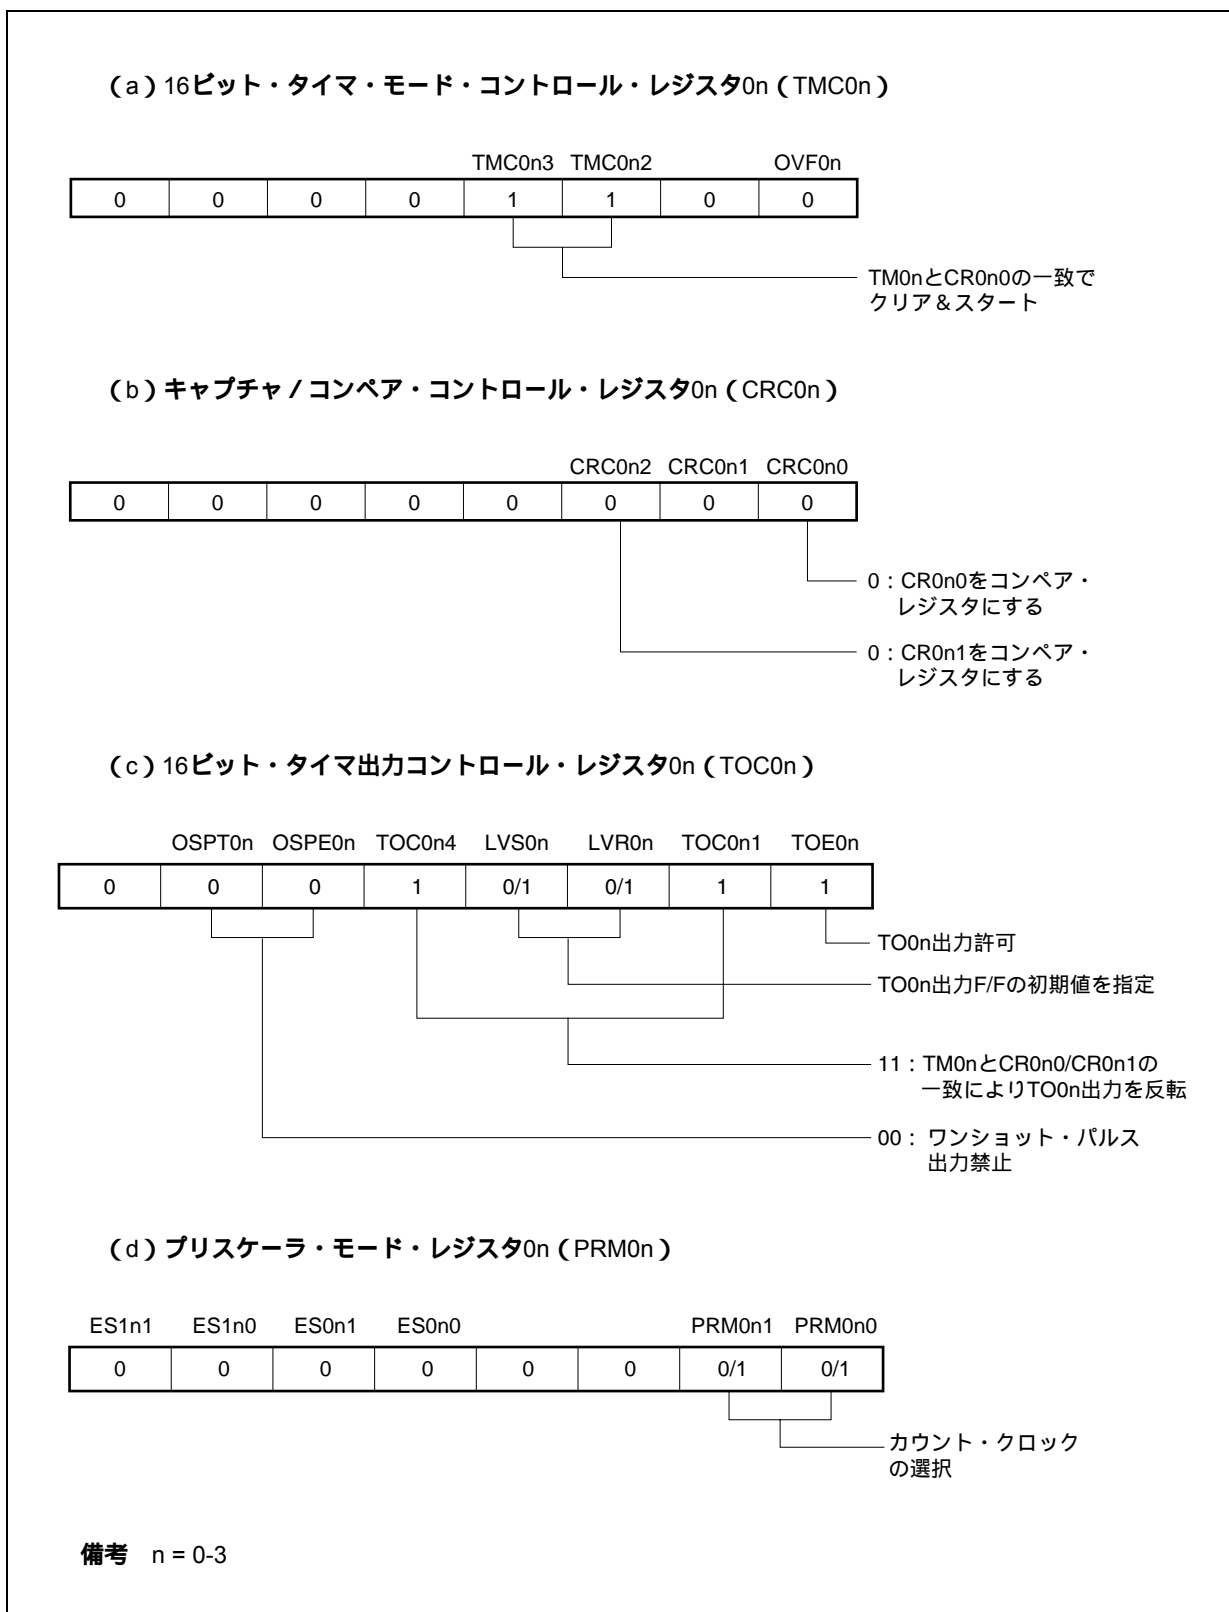 （a）16ビット・タイマ・モード・コントロール・レジスタ0n（TMC0n）
TMC0n3 TMC0n2 OVF0n
0 0 0 0 1 1 0 0
TM0nとCR0n0の一致で
クリア＆スタート
（b）キャプチャ／コンペア・コントロール・レジスタ0n（CRC0n）
CRC0n2 CRC0n1 CRC0n0
0 0 0 0 0 0 0 0
0：CR0n0をコンペア・
レジスタにする
0：CR0n1をコンペア・
レジスタにする
（c）16ビット・タイマ出力コントロール・レジスタ0n（TOC0n）
OSPT0n OSPE0n TOC0n4 LVS0n LVR0n TOC0n1 TOE0n
0 0 0 1 0/1 0/1 1 1
TO0n出力許可
TO0n出力F/Fの初期値を指定
11：TM0nとCR0n0/CR0n1の
一致によりTO0n出力を反転
00：ワンショット・パルス
出力禁止
（d）プリスケーラ・モード・レジスタ0n（PRM0n）
ES1n1 ES1n0 ES0n1 ES0n0 PRM0n1 PRM0n0
0 0 0 0 0 0 0/1 0/1
カウント・クロック
の選択
備考 n = 0-3